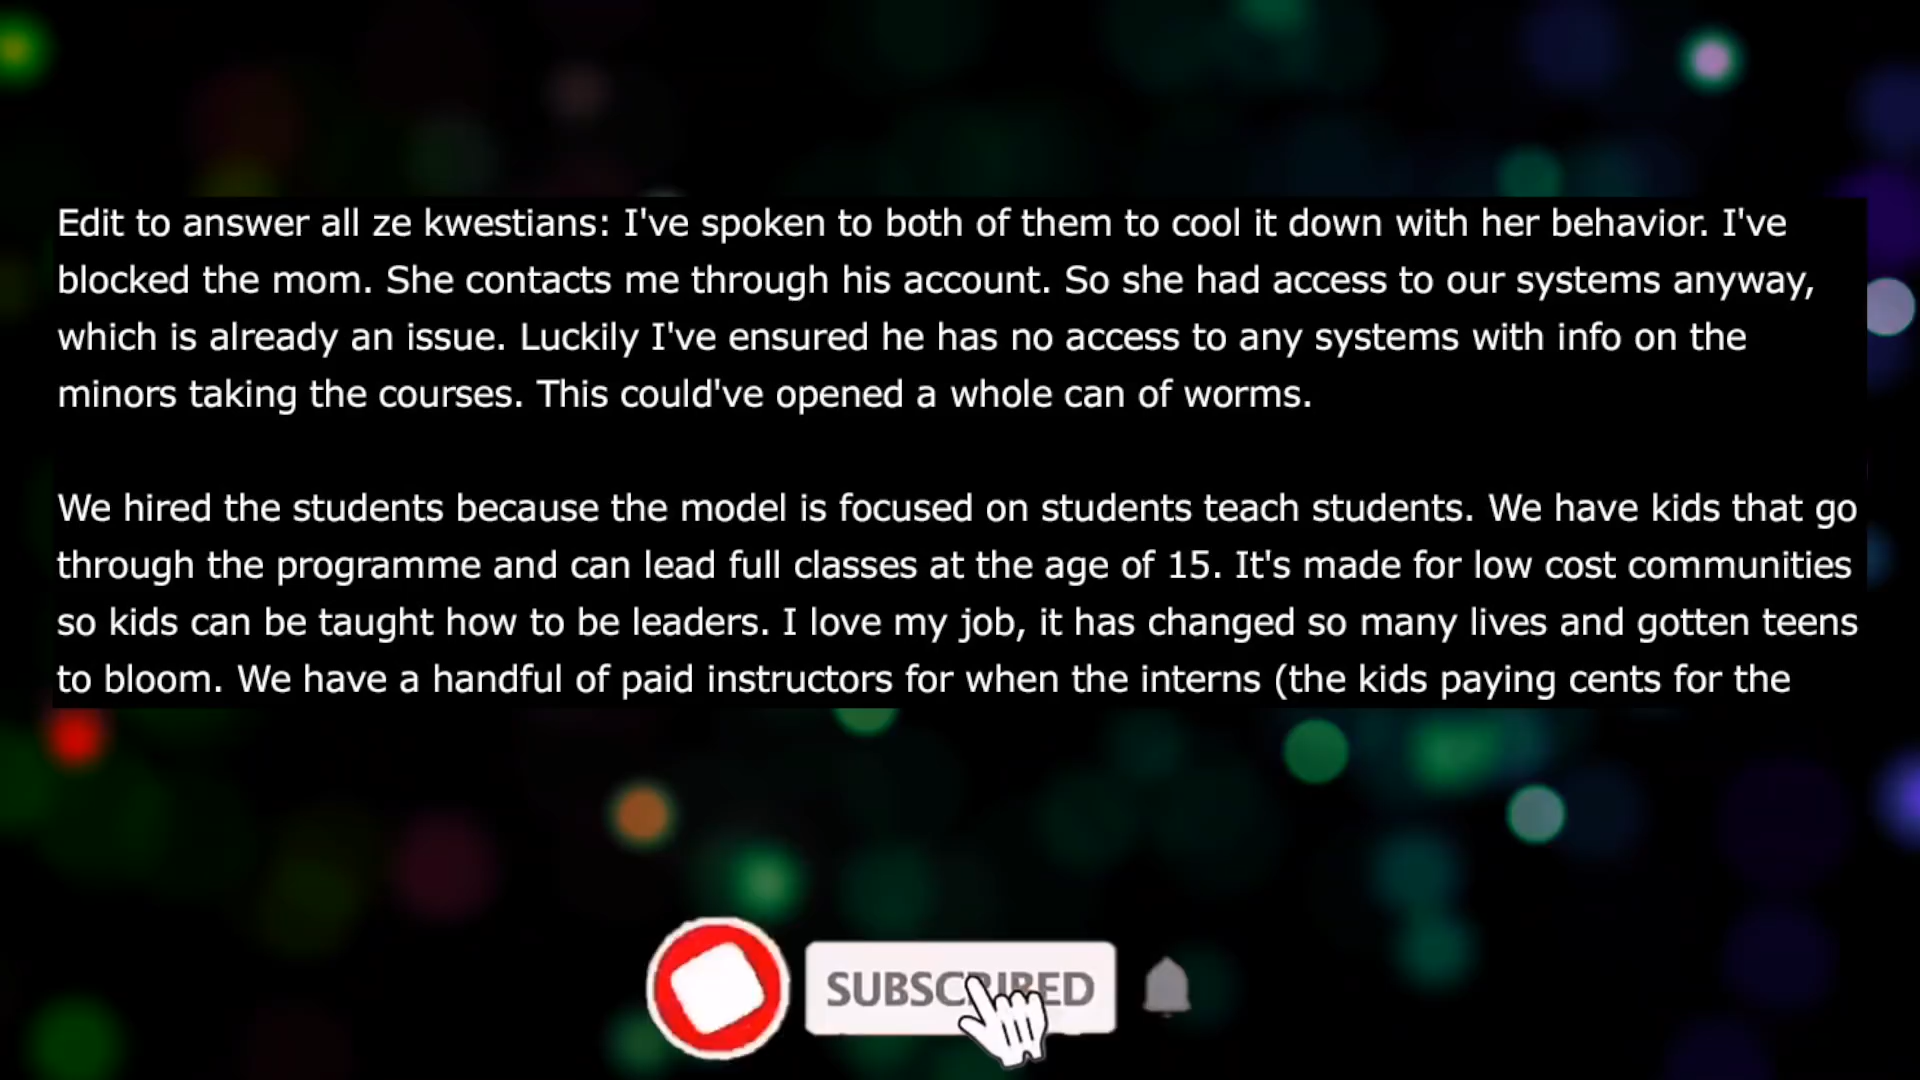 Edit to answer all ze kwestians: I've spoken to both of them to cool it down with her behavior. I've
blocked the mom. She contacts me through his account. So she had access to our systems anyway,
which is already an issue. Luckily I've ensured he has no access to any systems with info on the
minors taking the courses. This could've opened a whole can of worms.
We hired the students because the model is focused on students teach students. We have kids that go
through the programme and can lead full classes at the age of 15. It's made for low cost communities
so kids can be taught how to be leaders. I love my job, it has changed so many lives and gotten teens
to bloom. We have a handful of paid instructors for when the interns (the kids paying cents for the
SUBSCRIBED